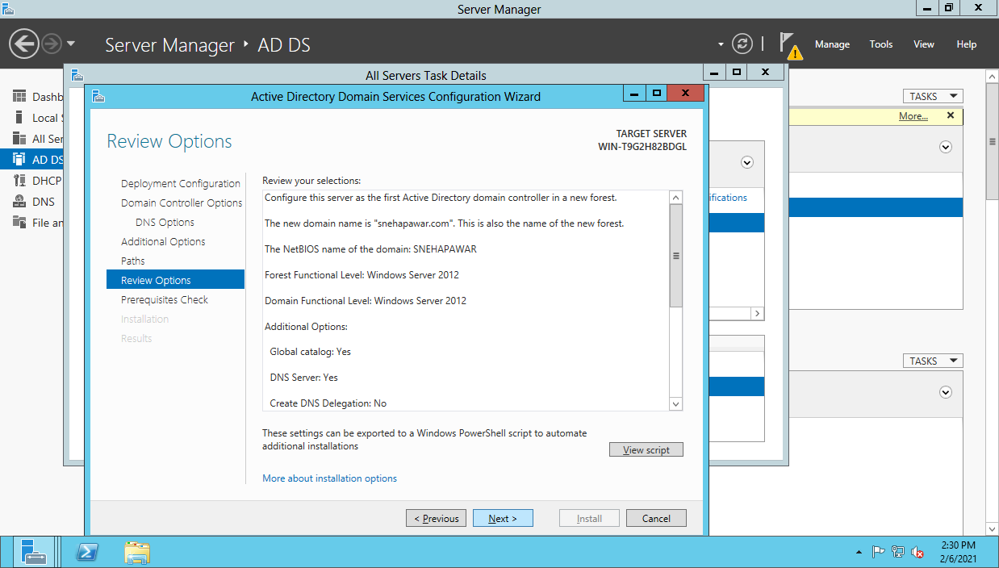 Server Manager
Server Manager ‣ AD DS
Manage
Tools
View
Help
All Servers Task Details
Active Directory Domain Services Configuration Wizard
Dashb
Local S
All Ser
AD DS
DHCP
DNS
File an
TASKS
More...
ifications
TASKS
Review Options
TARGET SERVER
WIN-T9G2H82BDGL
Deployment Configuration
Domain Controller Options
DNS Options
Additional Options
Paths
Review Options
Prerequisites Check
Installation
Results
Review your selections:
Configure this server as the first Active Directory domain controller in a new forest.
The new domain name is "snehapawar.com". This is also the name of the new forest.
The NetBIOS name of the domain: SNEHAPAWAR
Forest Functional Level: Windows Server 2012
Domain Functional Level: Windows Server 2012
Additional Options:
Global catalog: Yes
DNS Server: Yes
Create DNS Delegation: No
These settings can be exported to a Windows PowerShell script to automate
additional installations
View script
More about installation options
< Previous
Next >
Install
Cancel
2:30 PM
2/6/2021